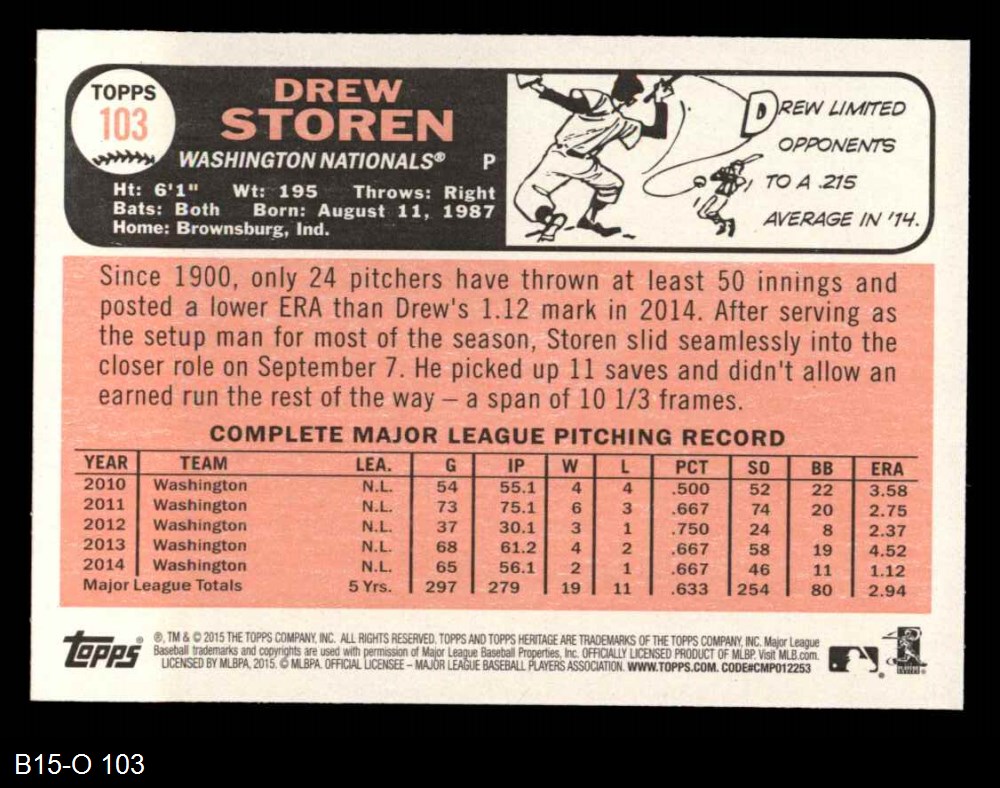 TOPPS
103
DREW
STOREN
WASHINGTON NATIONALS® P
Ht: 6'1" Wt: 195 Throws: Right
Bats: Both Born: August 11, 1987
Home: Brownsburg, Ind.
DREW LIMITED
OPPONENTS
TO A .215
AVERAGE IN '14.
Since 1900, only 24 pitchers have thrown at least 50 innings and
posted a lower ERA than Drew's 1.12 mark in 2014. After serving as
the setup man for most of the season, Storen slid seamlessly into the
closer role on September 7. He picked up 11 saves and didn't allow an
earned run the rest of the way – a span of 10 1/3 frames.
COMPLETE MAJOR LEAGUE PITCHING RECORD
YEAR TEAM LEA. G IP W L PCT SO BB ERA
2010 Washington N.L. 54 55.1 4 4 .500 52 22 3.58
2011 Washington N.L. 73 75.1 6 3 .667 74 20 2.75
2012 Washington N.L. 37 30.1 3 1 .750 24 8 2.37
2013 Washington N.L. 68 61.2 4 2 .667 58 19 4.52
2014 Washington N.L. 65 56.1 2 1 .667 46 11 1.12
Major League Totals 5 Yrs. 297 279 19 11 .633 254 80 2.94
Topps®
®, TM & © 2015 THE TOPPS COMPANY, INC. ALL RIGHTS RESERVED. TOPPS AND TOPPS HERITAGE ARE TRADEMARKS OF THE TOPPS COMPANY, INC. Major League
Baseball trademarks and copyrights are used with permission of Major League Baseball Properties, Inc. OFFICIALLY LICENSED PRODUCT OF MLBP. Visit MLB.com.
LICENSED BY MLBPA, 2015. © MLBPA. OFFICIAL LICENSEE – MAJOR LEAGUE BASEBALL PLAYERS ASSOCIATION. WWW.TOPPS.COM. CODE#CMP012253
B15-O 103